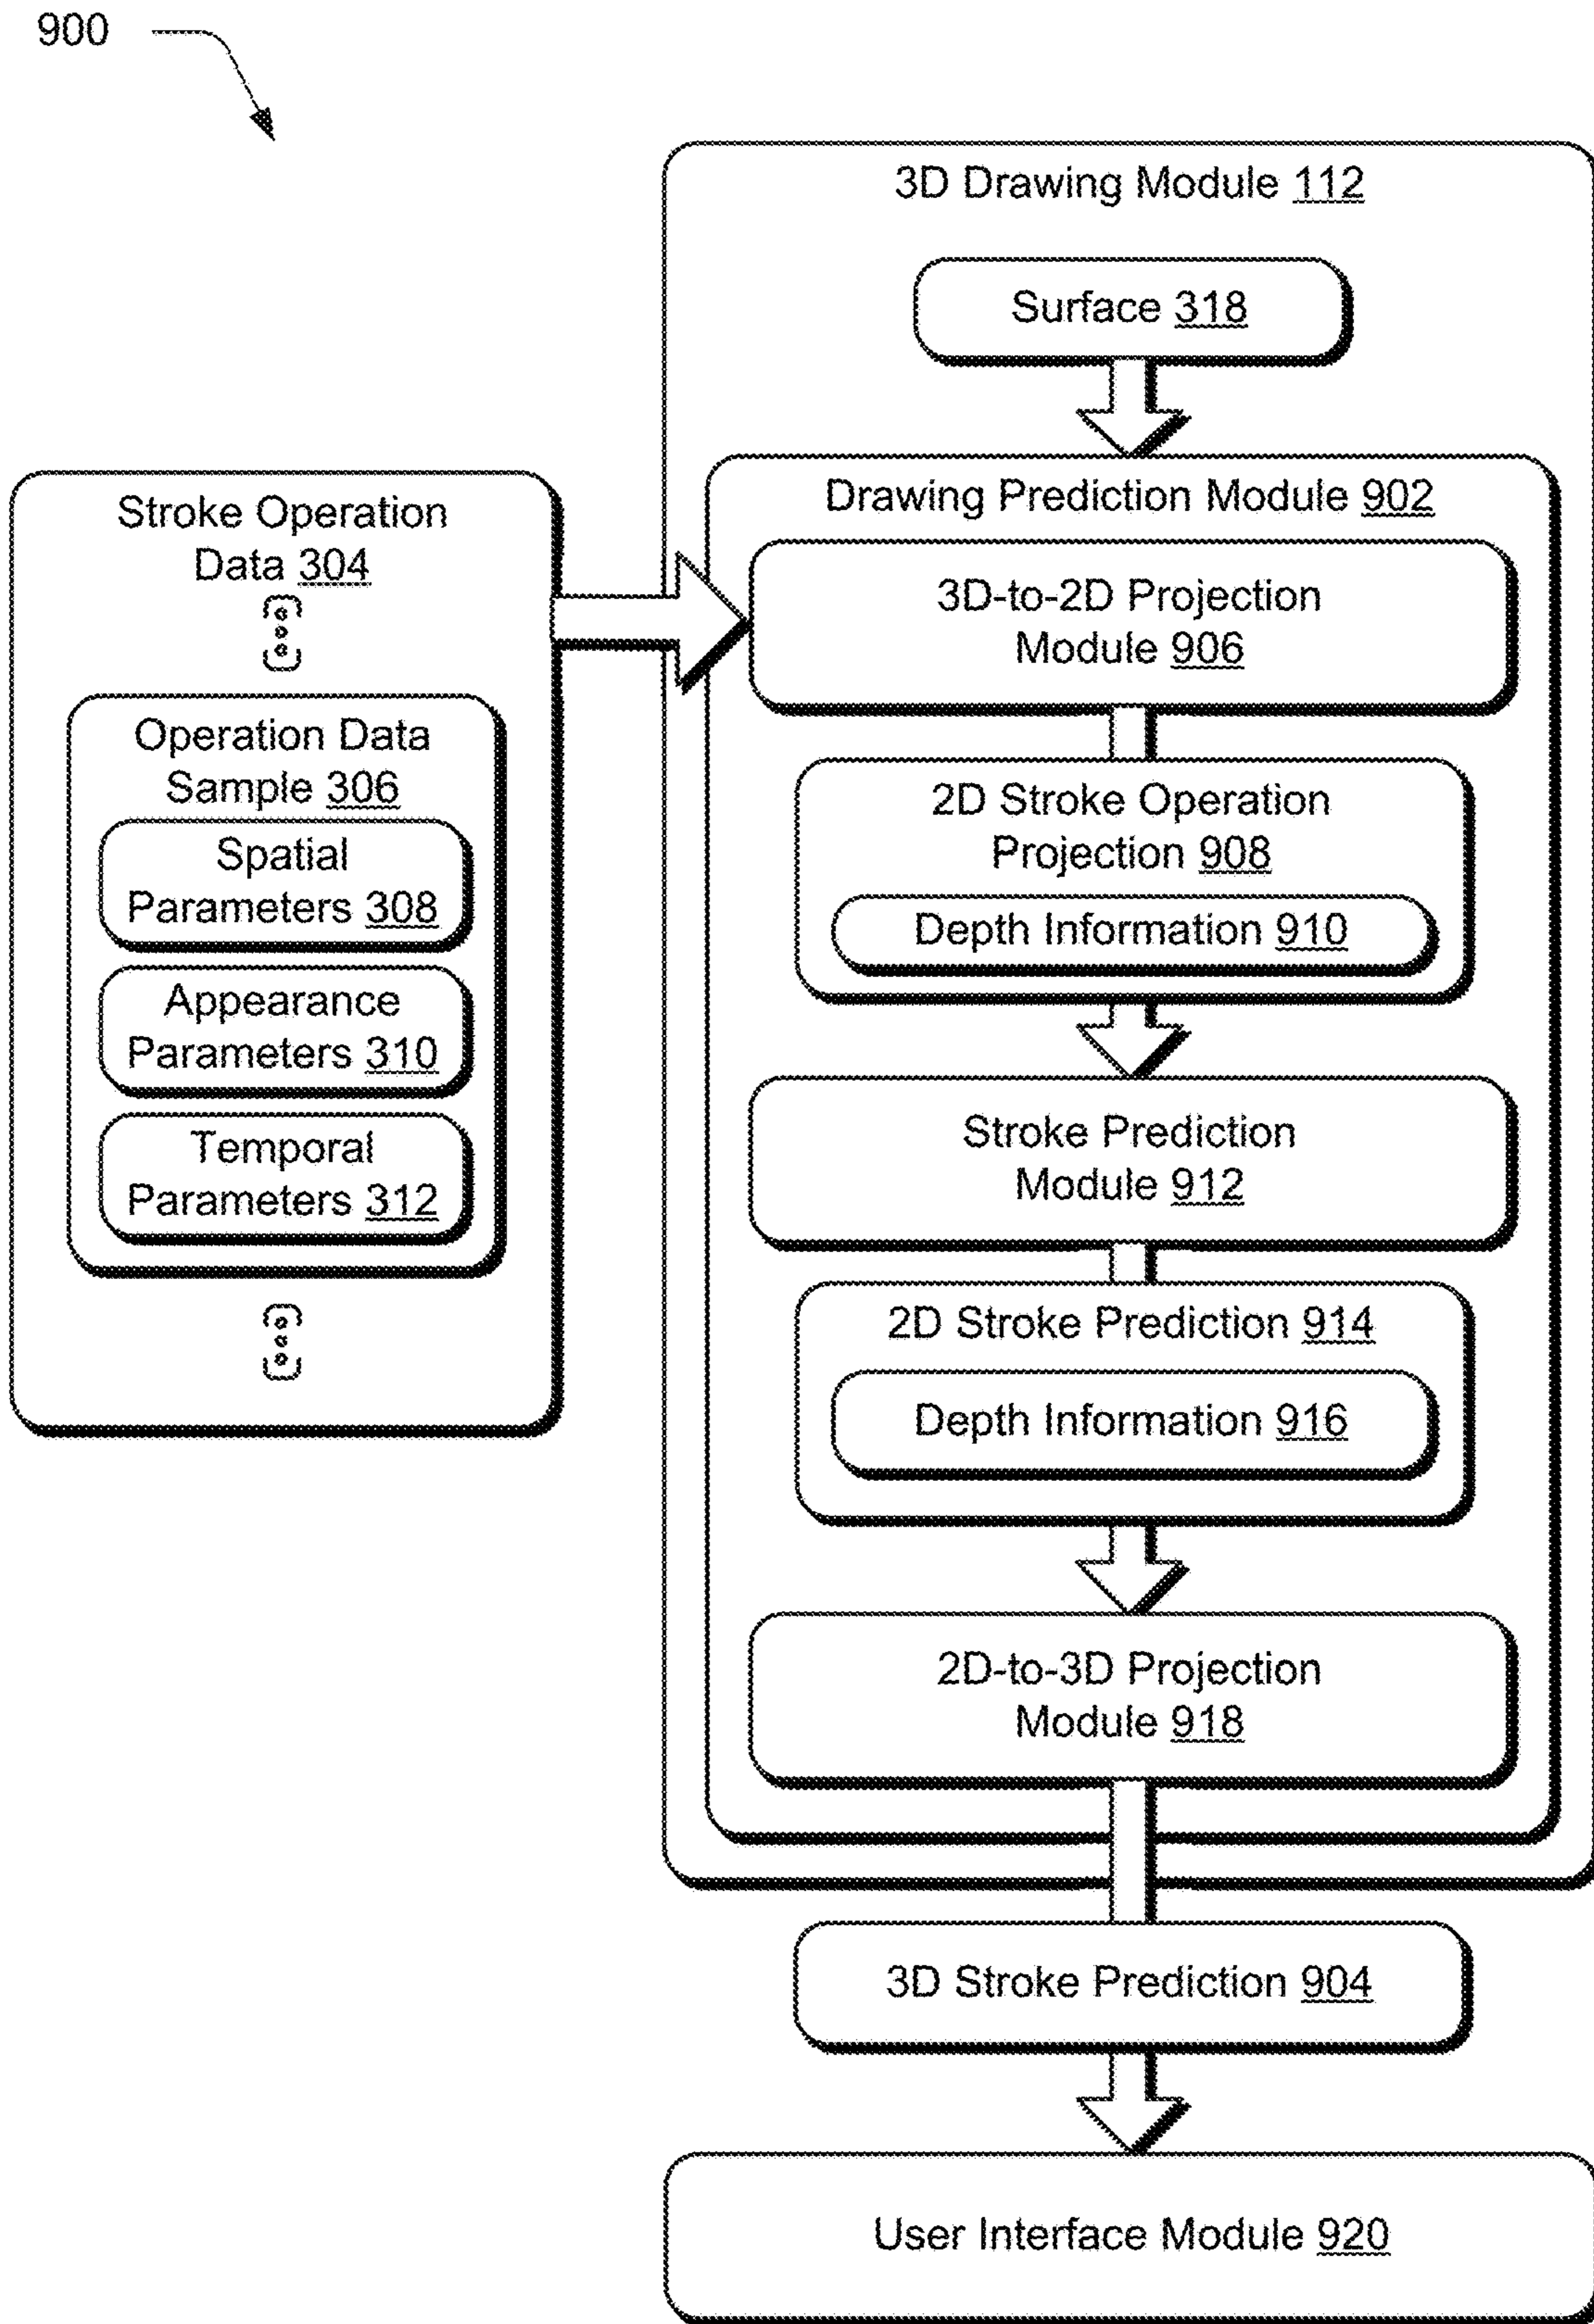 900
3D Drawing Module 112
Surface 318
Stroke Operation
Data 304
Operation Data
Sample 306
Spatial
Parameters 308
Appearance
Parameters 310
Temporal
Parameters 312
Drawing Prediction Module 902
3D-to-2D Projection
Module 906
2D Stroke Operation
Projection 908
Depth Information 910
Stroke Prediction
Module 912
2D Stroke Prediction 914
Depth Information 916
2D-to-3D Projection
Module 918
3D Stroke Prediction 904
User Interface Module 920